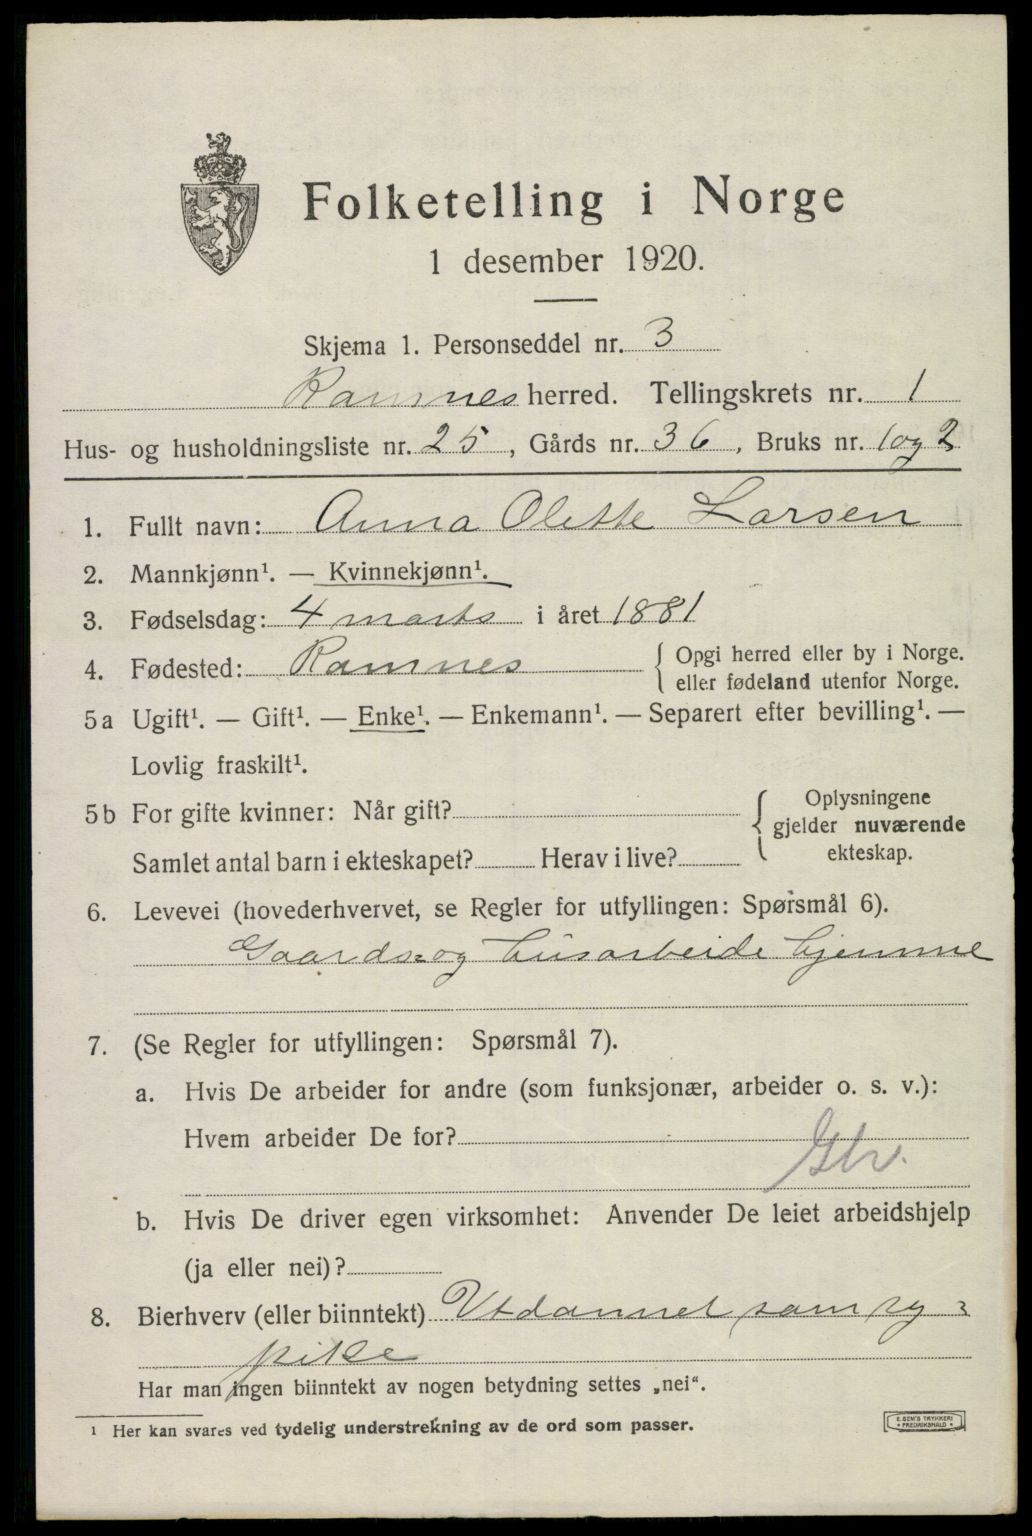 Folketelling i Norge
1 desember 1920.
Skjema 1. Personseddel nr. 3
Ramnes herred. Tellingskrets nr. 1
Hus- og husholdningsliste nr. 25, Gårds nr. 36, Bruks nr. 1 og 2
1. Fullt navn: Anna Olette Larsen
2. Mannkjønn¹. — Kvinnekjønn¹.
3. Fødselsdag: 4 marts i året 1881
4. Fødested: Ramnes { Opgi herred eller by i Norge.
eller fødeland utenfor Norge.
5a Ugift¹. — Gift¹. — Enke¹. — Enkemann¹. — Separert efter bevilling¹. —
Lovlig fraskilt¹.
5b For gifte kvinner: Når gift? { Oplysningene
gjelder nuværende
ekteskap.
Samlet antal barn i ekteskapet? Herav i live?
6. Levevei (hovederhvervet, se Regler for utfyllingen: Spørsmål 6).
Gaards= og husarbeide hjemme
7. (Se Regler for utfyllingen: Spørsmål 7).
a. Hvis De arbeider for andre (som funksjonær, arbeider o. s. v.):
Hvem arbeider De for?
b. Hvis De driver egen virksomhet: Anvender De leiet arbeidshjelp
(ja eller nei)?
8. Bierhverv (eller biinntekt) Utdannet som sy=
pike
Har man ingen biinntekt av nogen betydning settes „nei“.
¹ Her kan svares ved tydelig understrekning av de ord som passer.
E. SEM'S TRYKKERI
FREDRIKSHALD